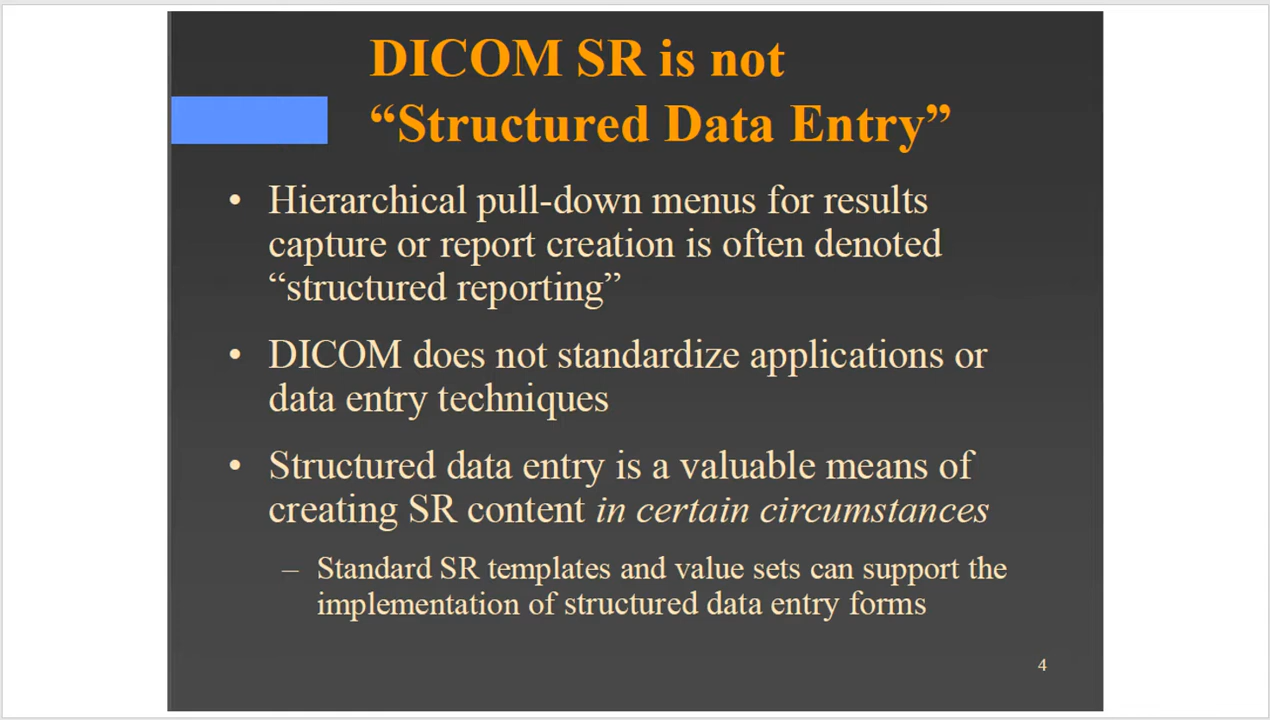 DICOM SR is not
“Structured Data Entry”
• Hierarchical pull-down menus for results
capture or report creation is often denoted
“structured reporting”
• DICOM does not standardize applications or
data entry techniques
• Structured data entry is a valuable means of
creating SR content in certain circumstances
– Standard SR templates and value sets can support the
implementation of structured data entry forms
4